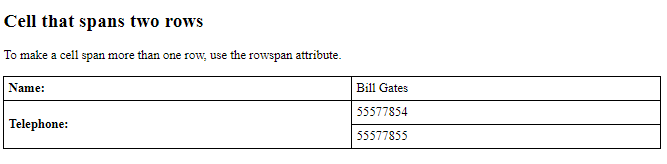 Cell that spans two rows
To make a cell span more than one row, use the rowspan attribute.
Name: Bill Gates
Telephone: 55577854
55577855